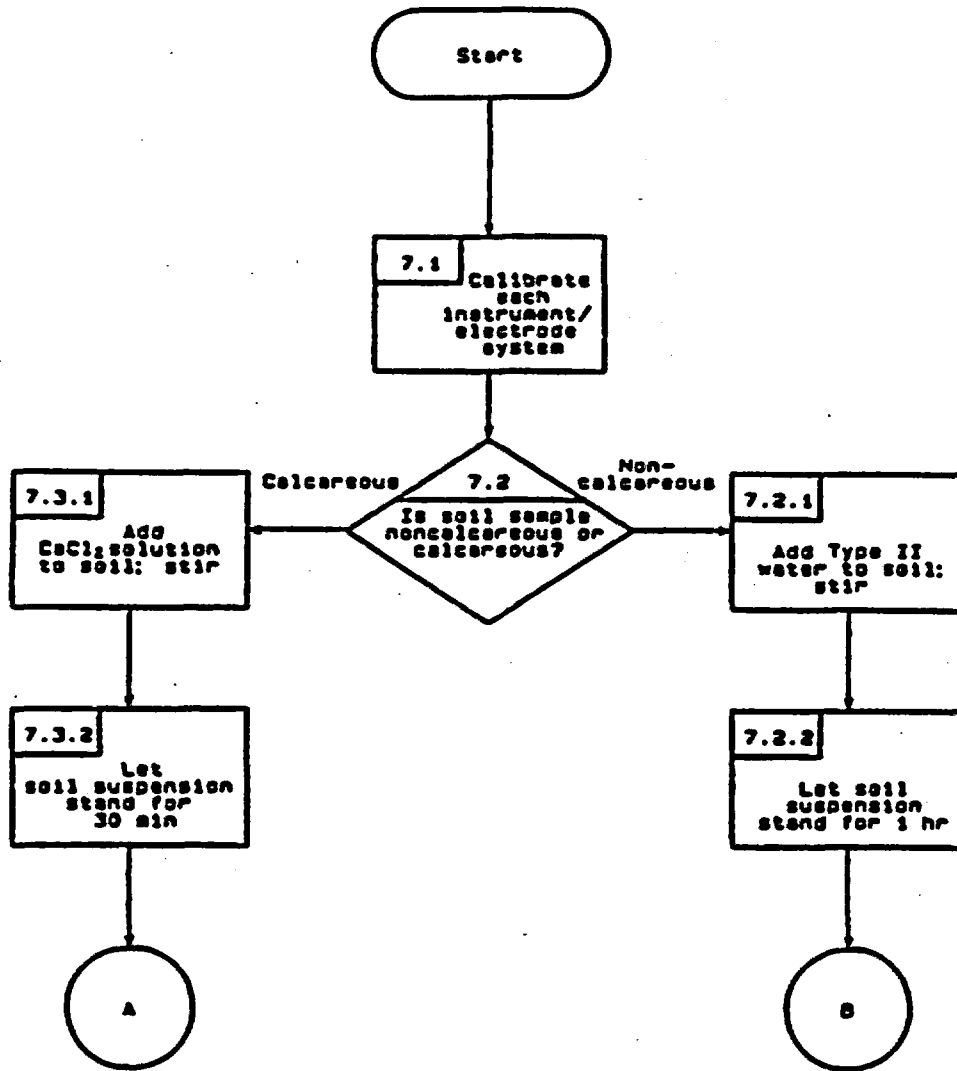 Start
7.1
Calibrate
each
instrument/
electrode
system
Calcareous
7.2
Non-
calcareous
Is soil sample
noncalcareous or
calcareous?
7.3.1
Add
CaCl₂ solution
to soil; stir
7.2.1
Add Type II
water to soil;
stir
7.3.2
Let
soil suspension
stand for
30 min
7.2.2
Let soil
suspension
stand for 1 hr
A
B